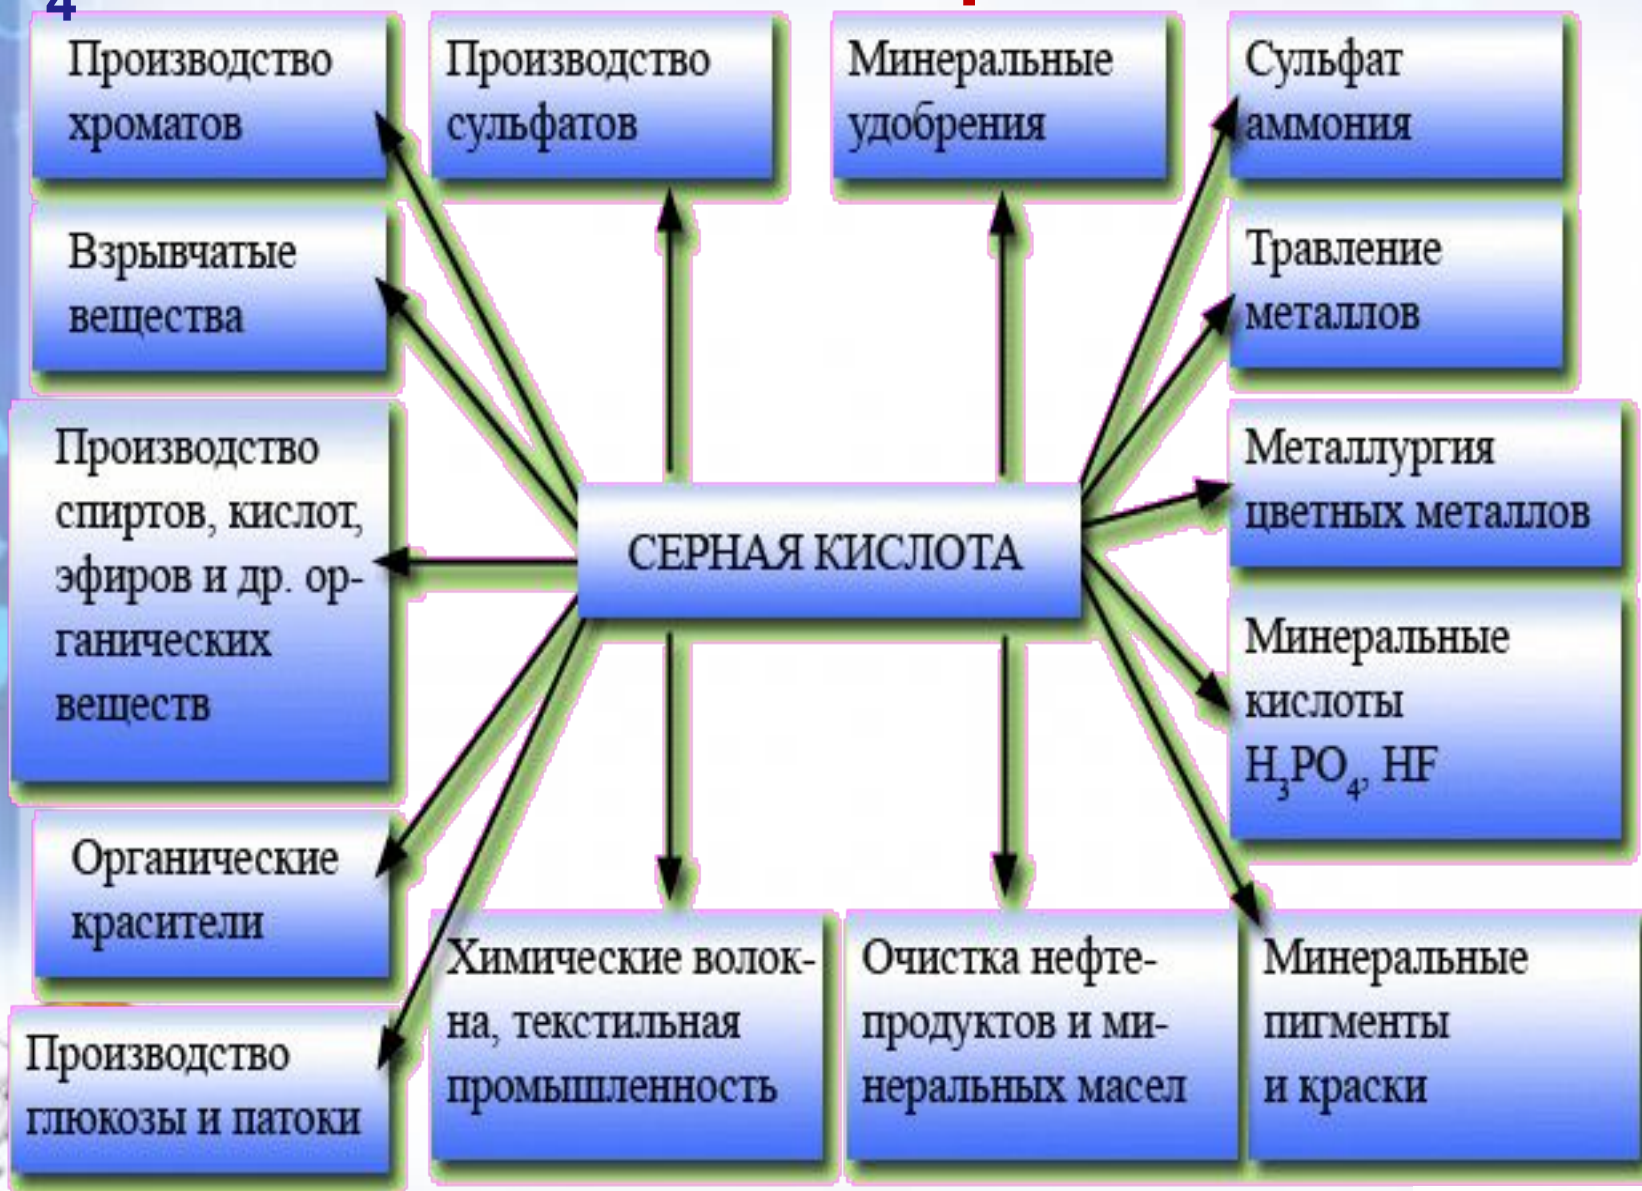 4
Производство
хроматов
Производство
сульфатов
Минеральные
удобрения
Сульфат
аммония
Взрывчатые
вещества
Травление
металлов
Производство
спиртов, кислот,
эфиров и др. ор-
ганических
веществ
СЕРНАЯ КИСЛОТА
Металлургия
цветных металлов
Минеральные
кислоты
H₃PO₄, HF
Органические
красители
Производство
глюкозы и патоки
Химические волок-
на, текстильная
промышленность
Очистка нефте-
продуктов и ми-
неральных масел
Минеральные
пигменты
и краски